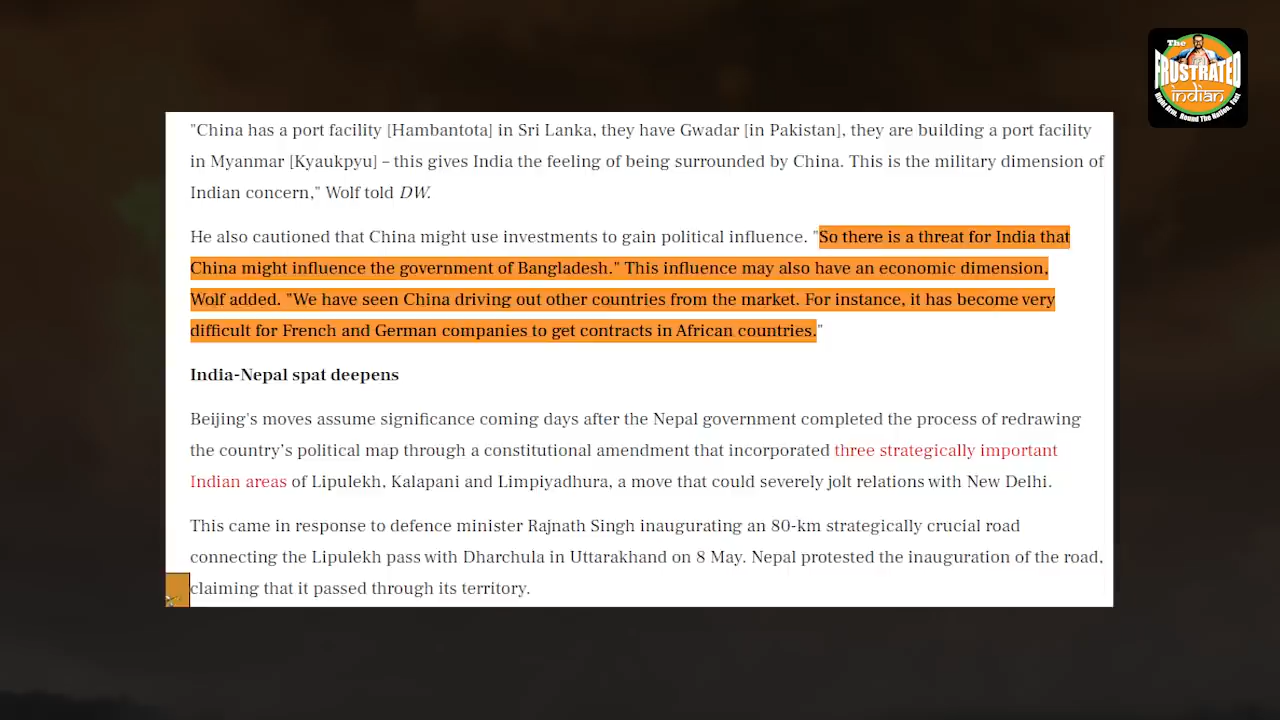 The
FRUSTRATED
indian
Right Arm, Round The Nation, Fast
"China has a port facility [Hambantota] in Sri Lanka, they have Gwadar [in Pakistan], they are building a port facility
in Myanmar [Kyaukpyu] – this gives India the feeling of being surrounded by China. This is the military dimension of
Indian concern," Wolf told DW.
He also cautioned that China might use investments to gain political influence. "So there is a threat for India that
China might influence the government of Bangladesh." This influence may also have an economic dimension,
Wolf added. "We have seen China driving out other countries from the market. For instance, it has become very
difficult for French and German companies to get contracts in African countries."
India-Nepal spat deepens
Beijing's moves assume significance coming days after the Nepal government completed the process of redrawing
the country’s political map through a constitutional amendment that incorporated three strategically important
Indian areas of Lipulekh, Kalapani and Limpiyadhura, a move that could severely jolt relations with New Delhi.
This came in response to defence minister Rajnath Singh inaugurating an 80-km strategically crucial road
connecting the Lipulekh pass with Dharchula in Uttarakhand on 8 May. Nepal protested the inauguration of the road,
claiming that it passed through its territory.